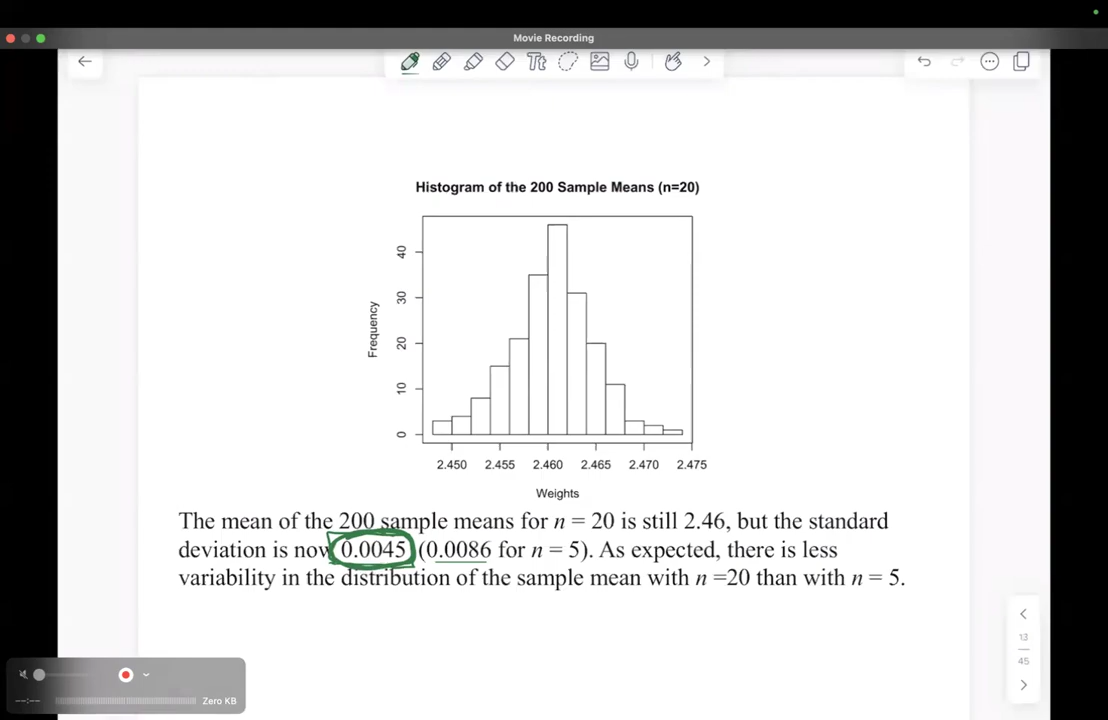 Movie Recording
Tt
Histogram of the 200 Sample Means (n=20)
40
30
20
10
0
Frequency
2.450 2.455 2.460 2.465 2.470 2.475
Weights
The mean of the 200 sample means for n = 20 is still 2.46, but the standard
deviation is now 0.0045 (0.0086 for n = 5). As expected, there is less
variability in the distribution of the sample mean with n =20 than with n = 5.
13
45
--:-- Zero KB